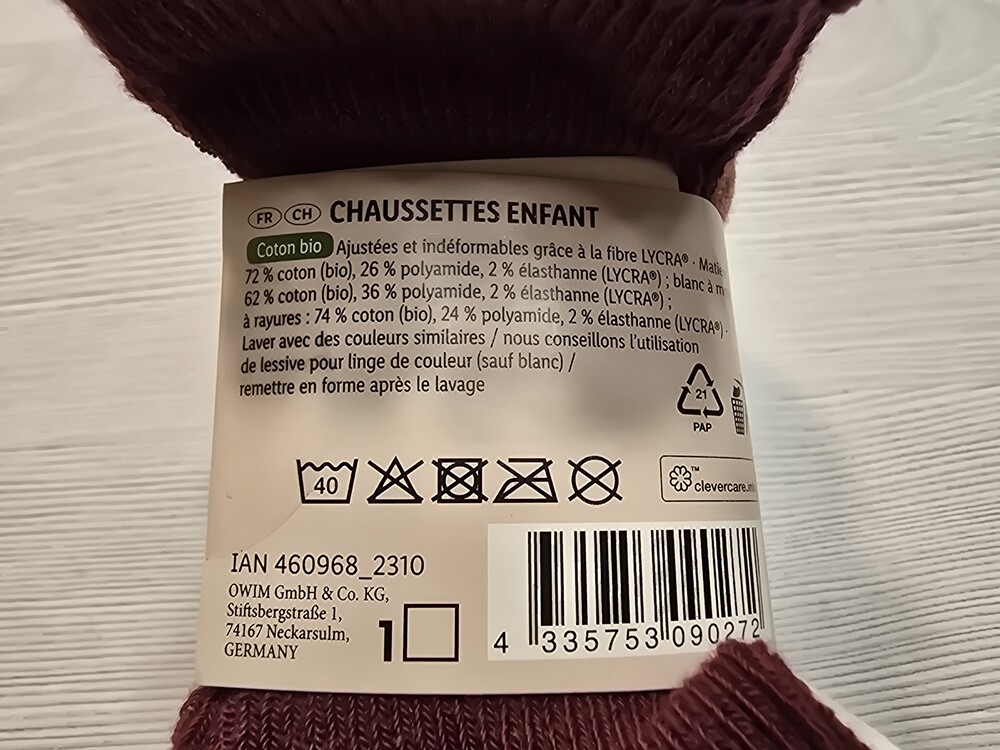 FR CH CHAUSSETTES ENFANT
Coton bio Ajustées et indéformables grâce à la fibre LYCRA® · 
72 % coton (bio), 26 % polyamide, 2 % élasthanne (LYCRA®) ; blanc à
62 % coton (bio), 36 % polyamide, 2 % élasthanne (LYCRA®) ;
à rayures : 74 % coton (bio), 24 % polyamide, 2 % élasthanne (LYCRA®) ·
Laver avec des couleurs similaires / nous conseillons l'utilisation
de lessive pour linge de couleur (sauf blanc) /
remettre en forme après le lavage
21
PAP
40
™
clevercare.
IAN 460968_2310
OWIM GmbH & Co. KG,
Stiftsbergstraße 1,
74167 Neckarsulm,
GERMANY
1
4 335753 090272